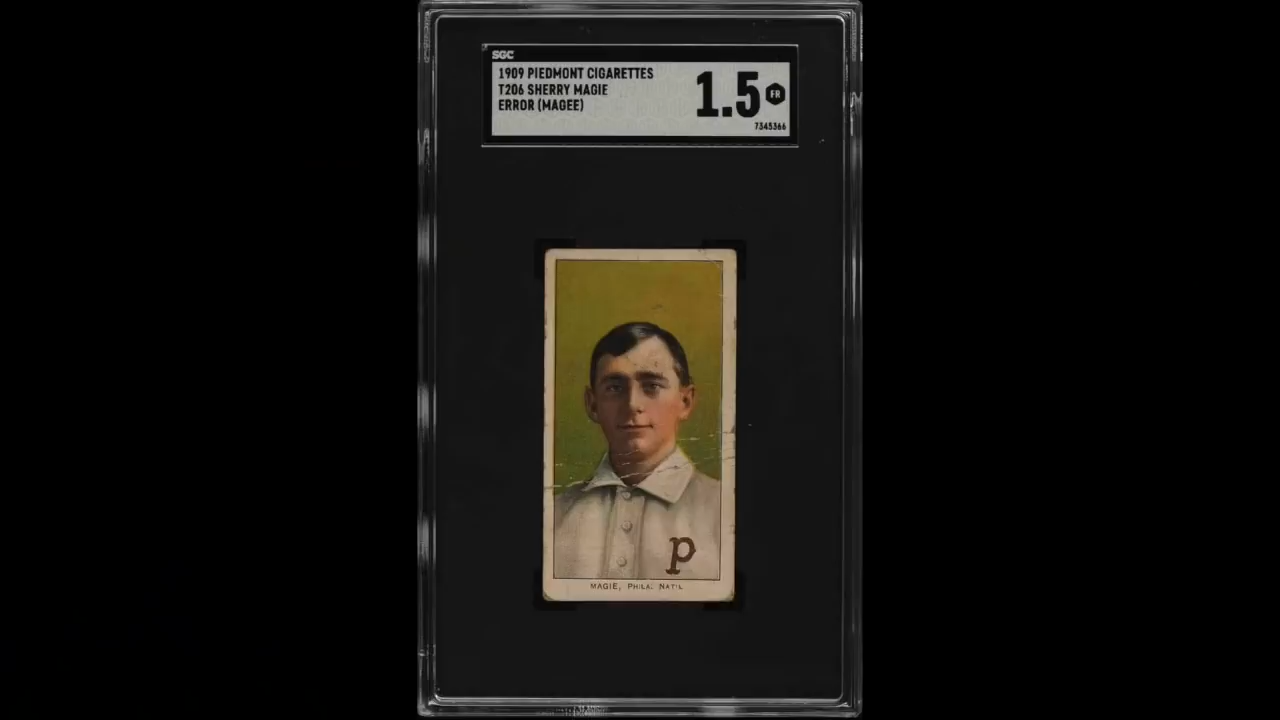 SGC
1909 PIEDMONT CIGARETTES
T206 SHERRY MAGIE
ERROR (MAGEE)
1.5 FR
7345366
P
MAGIE, PHILA. NAT'L